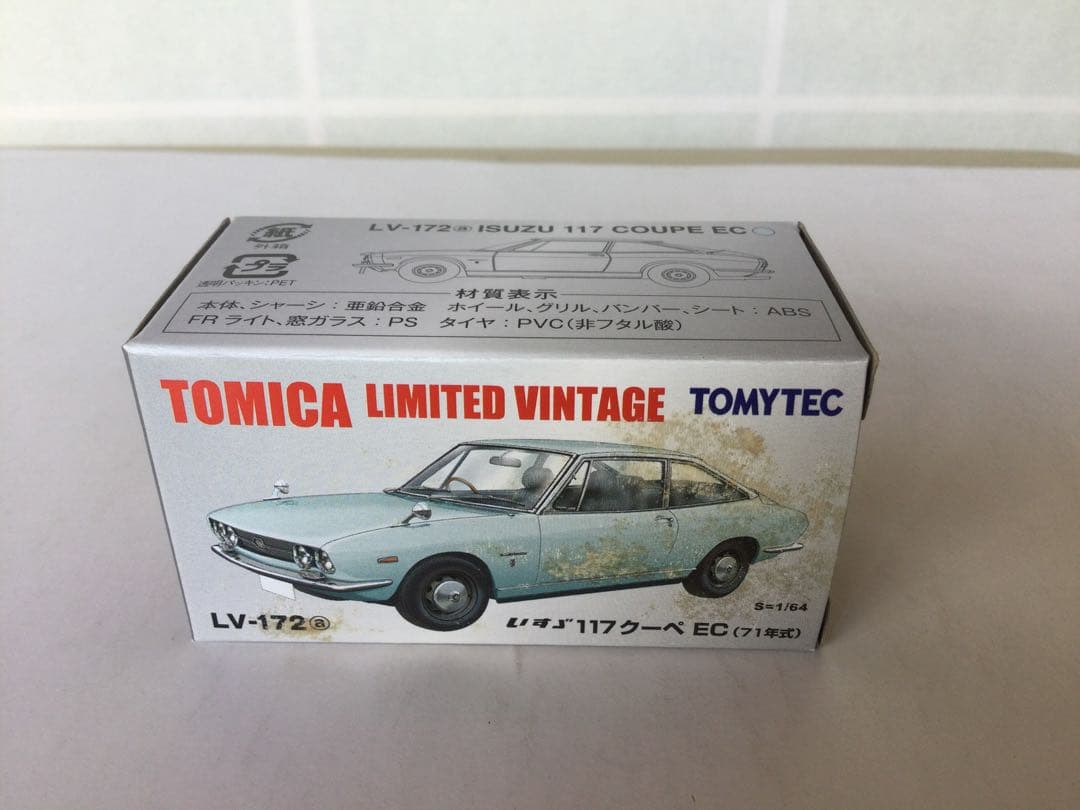 LV-172ⓐ ISUZU 117 COUPE EC
紙
外箱
プラ
透明パッキン:PET
材質表示
本体、シャーシ:亜鉛合金 ホイール、グリル、バンパー、シート:ABS
FRライト、窓ガラス:PS タイヤ:PVC(非フタル酸)
TOMICA LIMITED VINTAGE TOMYTEC
S=1/64
LV-172ⓐ いすゞ117クーペ EC(71年式)